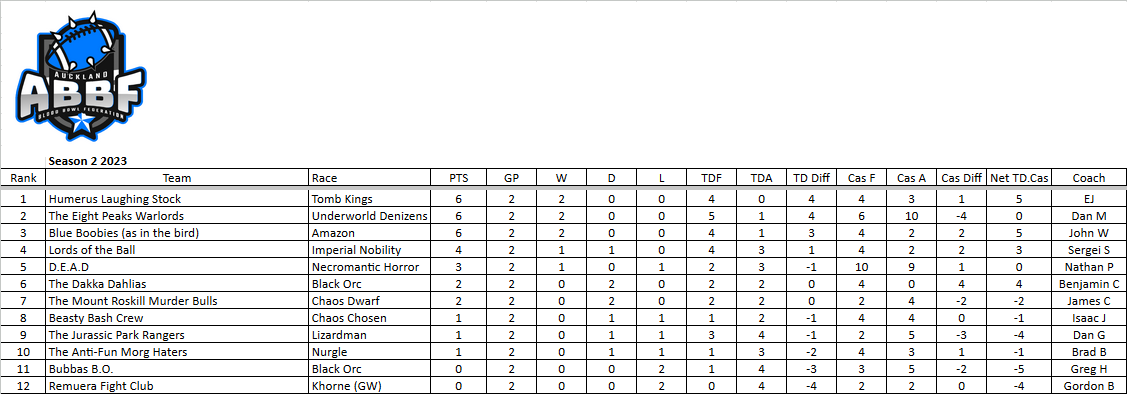 AUCKLAND
ABBF
BLOOD BOWL FEDERATION
Season 2 2023
Rank Team Race PTS GP W D L TDF TDA TD Diff Cas F Cas A Cas Diff Net TD.Cas Coach
1 Humerus Laughing Stock Tomb Kings 6 2 2 0 0 4 0 4 4 3 1 5 EJ
2 The Eight Peaks Warlords Underworld Denizens 6 2 2 0 0 5 1 4 6 10 -4 0 Dan M
3 Blue Boobies (as in the bird) Amazon 6 2 2 0 0 4 1 3 4 2 2 5 John W
4 Lords of the Ball Imperial Nobility 4 2 1 1 0 4 3 1 4 2 2 3 Sergei S
5 D.E.A.D Necromantic Horror 3 2 1 0 1 2 3 -1 10 9 1 0 Nathan P
6 The Dakka Dahlias Black Orc 2 2 0 2 0 2 2 0 4 0 4 4 Benjamin C
7 The Mount Roskill Murder Bulls Chaos Dwarf 2 2 0 2 0 2 2 0 2 4 -2 -2 James C
8 Beasty Bash Crew Chaos Chosen 1 2 0 1 1 1 2 -1 4 4 0 -1 Isaac J
9 The Jurassic Park Rangers Lizardman 1 2 0 1 1 3 4 -1 2 5 -3 -4 Dan G
10 The Anti-Fun Morg Haters Nurgle 1 2 0 1 1 1 3 -2 4 3 1 -1 Brad B
11 Bubbas B.O. Black Orc 0 2 0 0 2 1 4 -3 3 5 -2 -5 Greg H
12 Remuera Fight Club Khorne (GW) 0 2 0 0 2 0 4 -4 2 2 0 -4 Gordon B